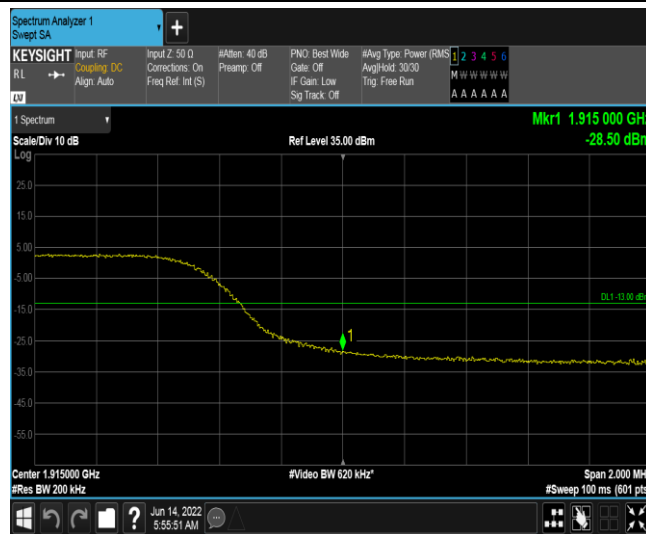 Spectrum Analyzer 1
Swept SA
+
KEYSIGHT
RL
Input: RF
Coupling: DC
Align: Auto
Input Z: 50 Ω
Corrections: On
Freq Ref: Int (S)
#Atten: 40 dB
Preamp: Off
PNO: Best Wide
Gate: Off
IF Gain: Low
Sig Track: Off
#Avg Type: Power (RMS
Avg|Hold: 30/30
Trig: Free Run
1 2 3 4 5 6
M W W W W W
A A A A A A
1 Spectrum
Mkr1 1.915 000 GHz
Scale/Div 10 dB
Ref Level 35.00 dBm
-28.50 dBm
Log
25.0
15.0
5.00
-5.00
DL1 -13.00 dBm
-15.0
-25.0
1
-35.0
-45.0
-55.0
Center 1.915000 GHz
#Video BW 620 kHz*
Span 2.000 MH
#Res BW 200 kHz
#Sweep 100 ms (601 pts
?
Jun 14, 2022
5:55:51 AM